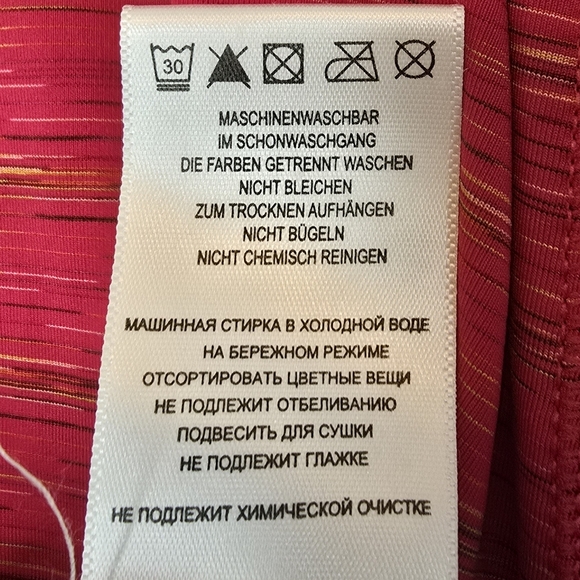 30
MASCHINENWASCHBAR
IM SCHONWASCHGANG
DIE FARBEN GETRENNT WASCHEN
NICHT BLEICHEN
ZUM TROCKNEN AUFHÄNGEN
NICHT BÜGELN
NICHT CHEMISCH REINIGEN
МАШИННАЯ СТИРКА В ХОЛОДНОЙ ВОДЕ
НА БЕРЕЖНОМ РЕЖИМЕ
ОТСОРТИРОВАТЬ ЦВЕТНЫЕ ВЕЩИ
НЕ ПОДЛЕЖИТ ОТБЕЛИВАНИЮ
ПОДВЕСИТЬ ДЛЯ СУШКИ
НЕ ПОДЛЕЖИТ ГЛАЖКЕ
НЕ ПОДЛЕЖИТ ХИМИЧЕСКОЙ ОЧИСТКЕ